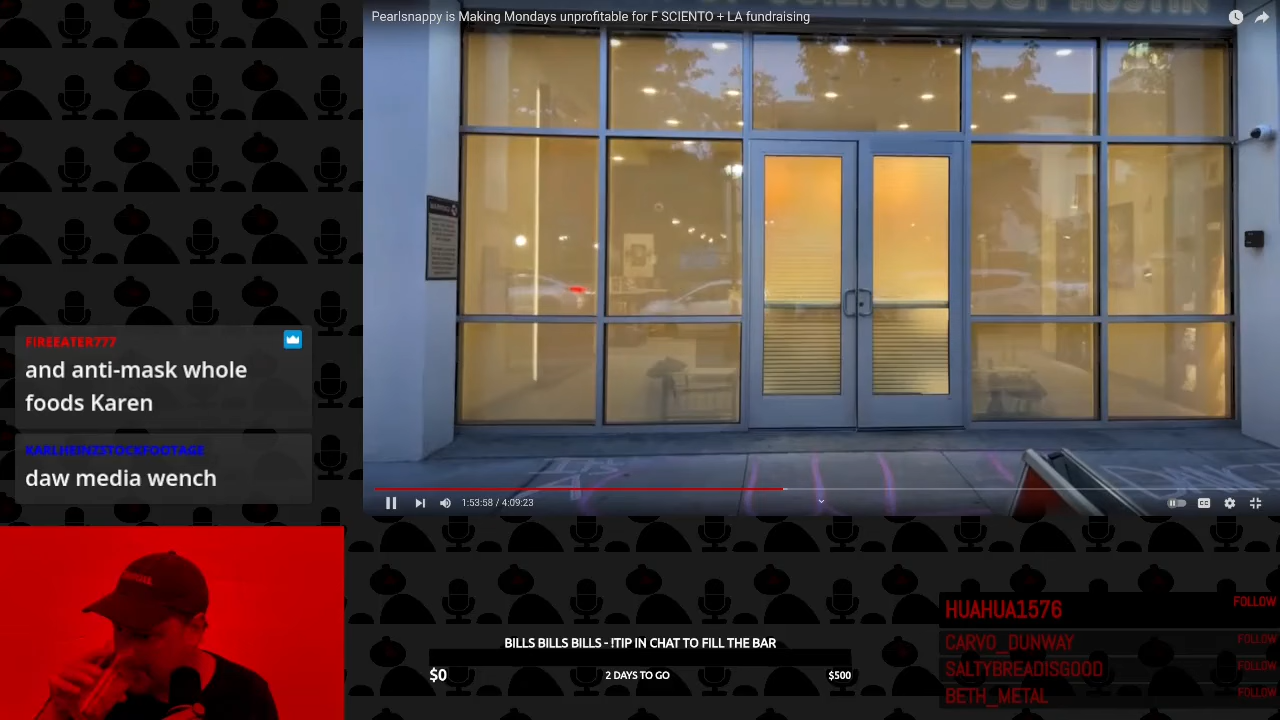 Pearlsnappy is Making Mondays unprofitable for F SCIENTO + LA fundraising
FIREEATER777
and anti-mask whole
foods Karen
KARLHEINZSTOCKFOOTAGE
daw media wench
1:53:58 / 4:09:23
BILLS BILLS BILLS - !TIP IN CHAT TO FILL THE BAR
$0
2 DAYS TO GO
$500
HUAHUA1576
FOLLOW
CARVO_DUNWAY
FOLLOW
SALTYBREADISGOOD
FOLLOW
BETH_METAL
FOLLOW